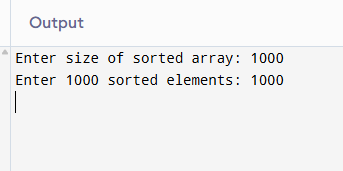 Output
Enter size of sorted array: 1000
Enter 1000 sorted elements: 1000